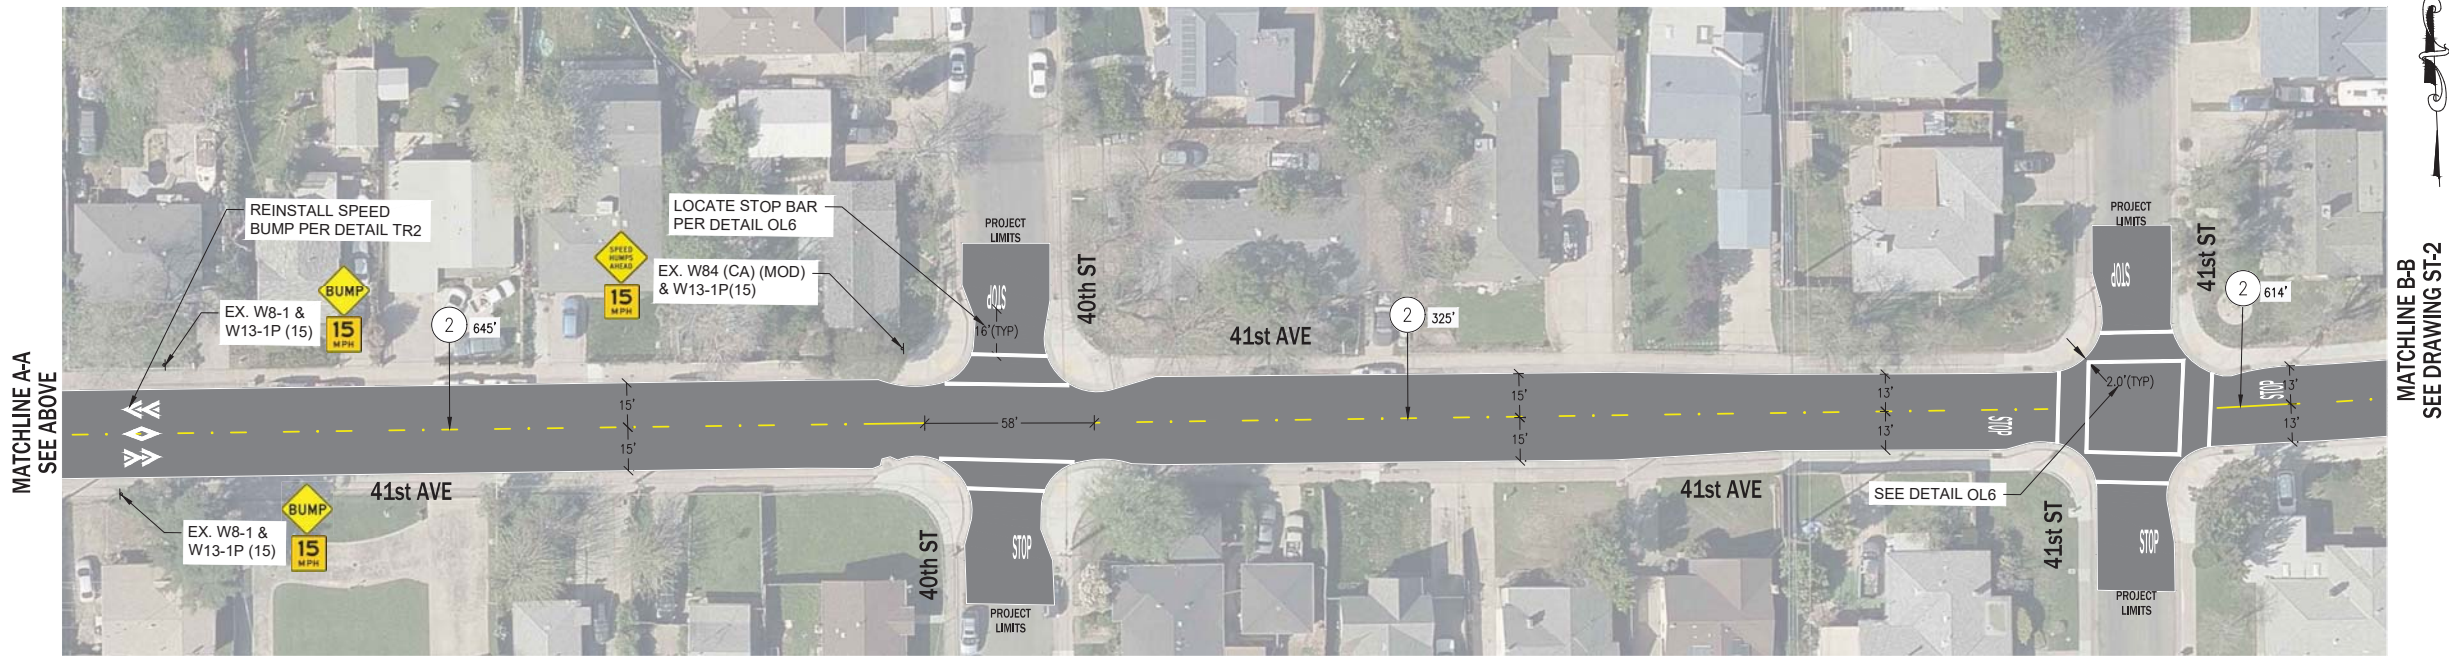 MATCHLINE A-A
SEE ABOVE
REINSTALL SPEED
BUMP PER DETAIL TR2
BUMP
15
MPH
EX. W8-1 &
W13-1P (15)
2 645'
SPEED
HUMPS
AHEAD
15
MPH
LOCATE STOP BAR
PER DETAIL OL6
EX. W84 (CA) (MOD)
& W13-1P(15)
PROJECT
LIMITS
STOP
16'(TYP)
40th ST
41st AVE
2 325'
PROJECT
LIMITS
STOP
41st ST
2 614'
MATCHLINE B-B
SEE DRAWING ST-2
15'
15'
58'
15'
15'
13'
13'
STOP
2.0'(TYP)
STOP
13'
13'
41st AVE
EX. W8-1 &
W13-1P (15)
BUMP
15
MPH
40th ST
STOP
PROJECT
LIMITS
41st AVE
SEE DETAIL OL6
41st ST
STOP
PROJECT
LIMITS